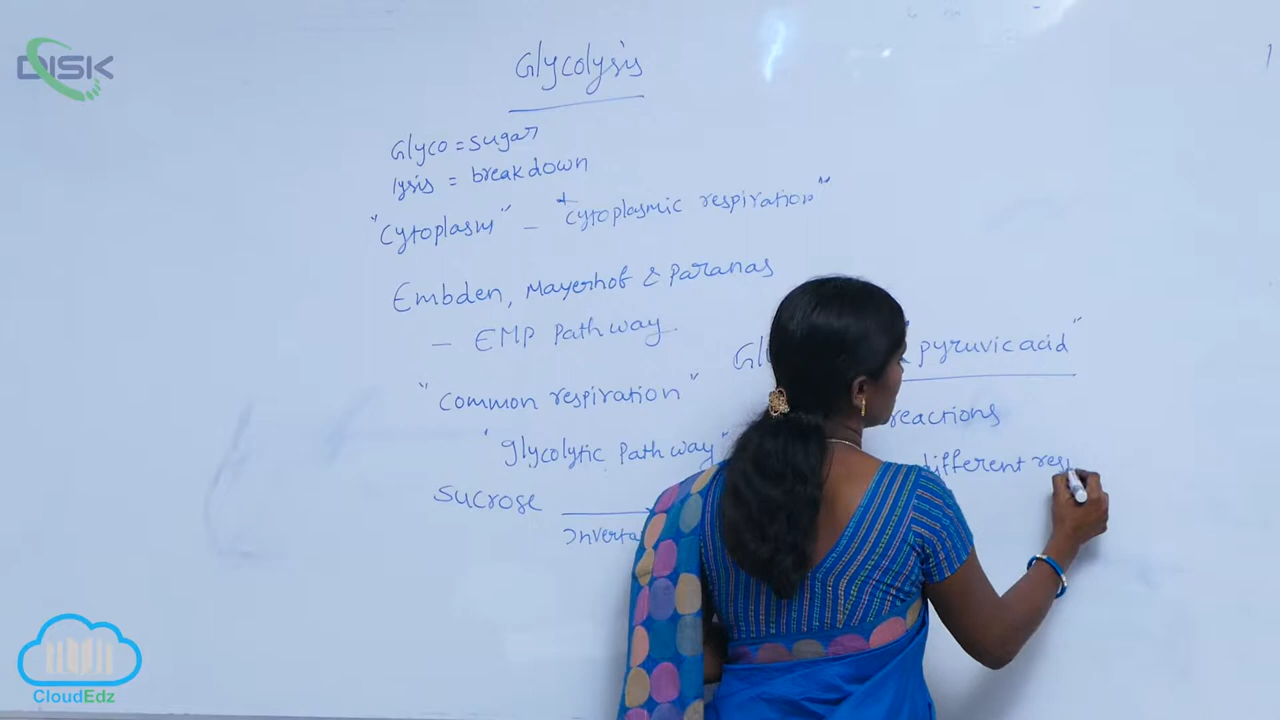 DISK
Glycolysis
Glyco = sugar
lysis = breakdown
"Cytoplasm" - "Cytoplasmic respiration"
Embden, Mayerhof & Paranas
- EMP Pathway.
pyruvic acid"
"Common respiration"
reactions
"glycolytic Pathway"
different
Sucrose
CloudEdz